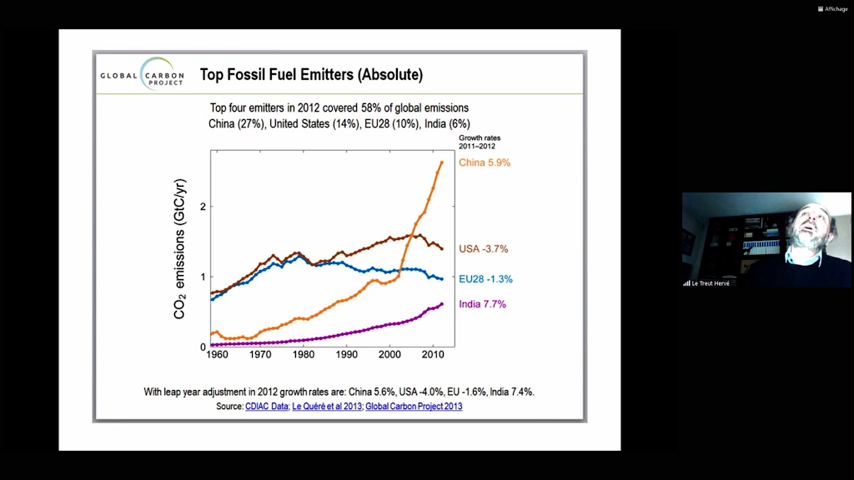 Affichage
GLOBAL CARBON PROJECT
Top Fossil Fuel Emitters (Absolute)
Top four emitters in 2012 covered 58% of global emissions
China (27%), United States (14%), EU28 (10%), India (6%)
Growth rates
2011–2012
China 5.9%
USA -3.7%
EU28 -1.3%
India 7.7%
CO2 emissions (GtC/yr)
2
1
0
1960 1970 1980 1990 2000 2010
With leap year adjustment in 2012 growth rates are: China 5.6%, USA -4.0%, EU -1.6%, India 7.4%.
Source: CDIAC Data; Le Quéré et al 2013; Global Carbon Project 2013
Le Treut Hervé